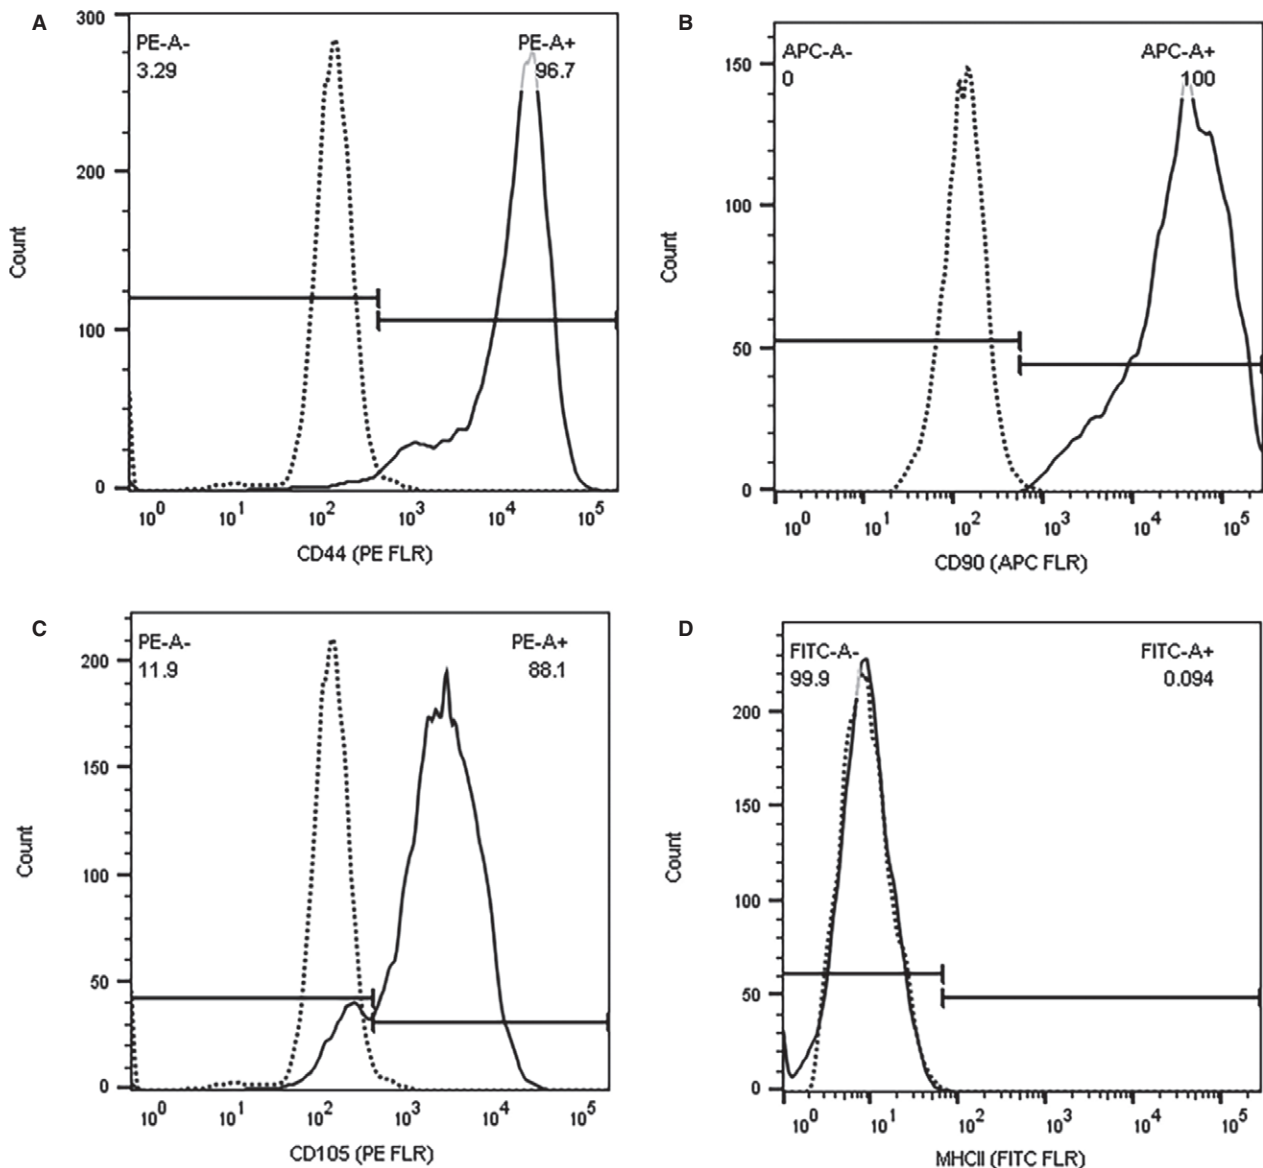 A
PE-A-
3.29
PE-A+
96.7
300
200
100
0
Count
10^0 10^1 10^2 10^3 10^4 10^5
CD44 (PE FLR)
B
APC-A-
0
APC-A+
100
150
100
50
0
Count
10^0 10^1 10^2 10^3 10^4 10^5
CD90 (APC FLR)
C
PE-A-
11.9
PE-A+
88.1
200
150
100
50
0
Count
10^0 10^1 10^2 10^3 10^4 10^5
CD105 (PE FLR)
D
FITC-A-
99.9
FITC-A+
0.094
200
150
100
50
0
Count
10^0 10^1 10^2 10^3 10^4 10^5
MHCII (FITC FLR)